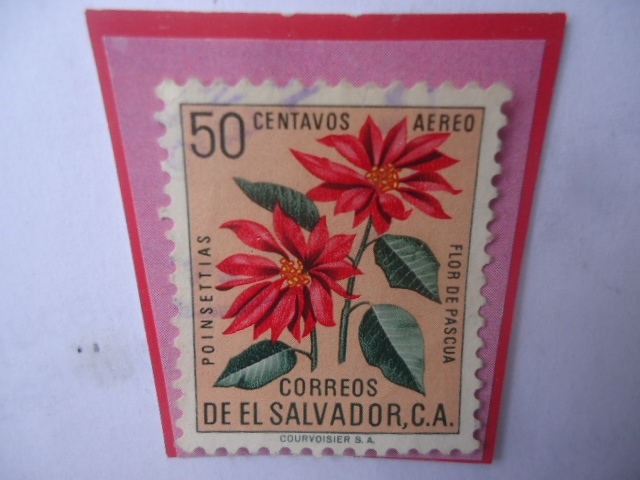 50 CENTAVOS AEREO
POINSETTIAS
FLOR DE PASCUA
CORREOS
DE EL SALVADOR, C.A.
COURVOISIER S. A.